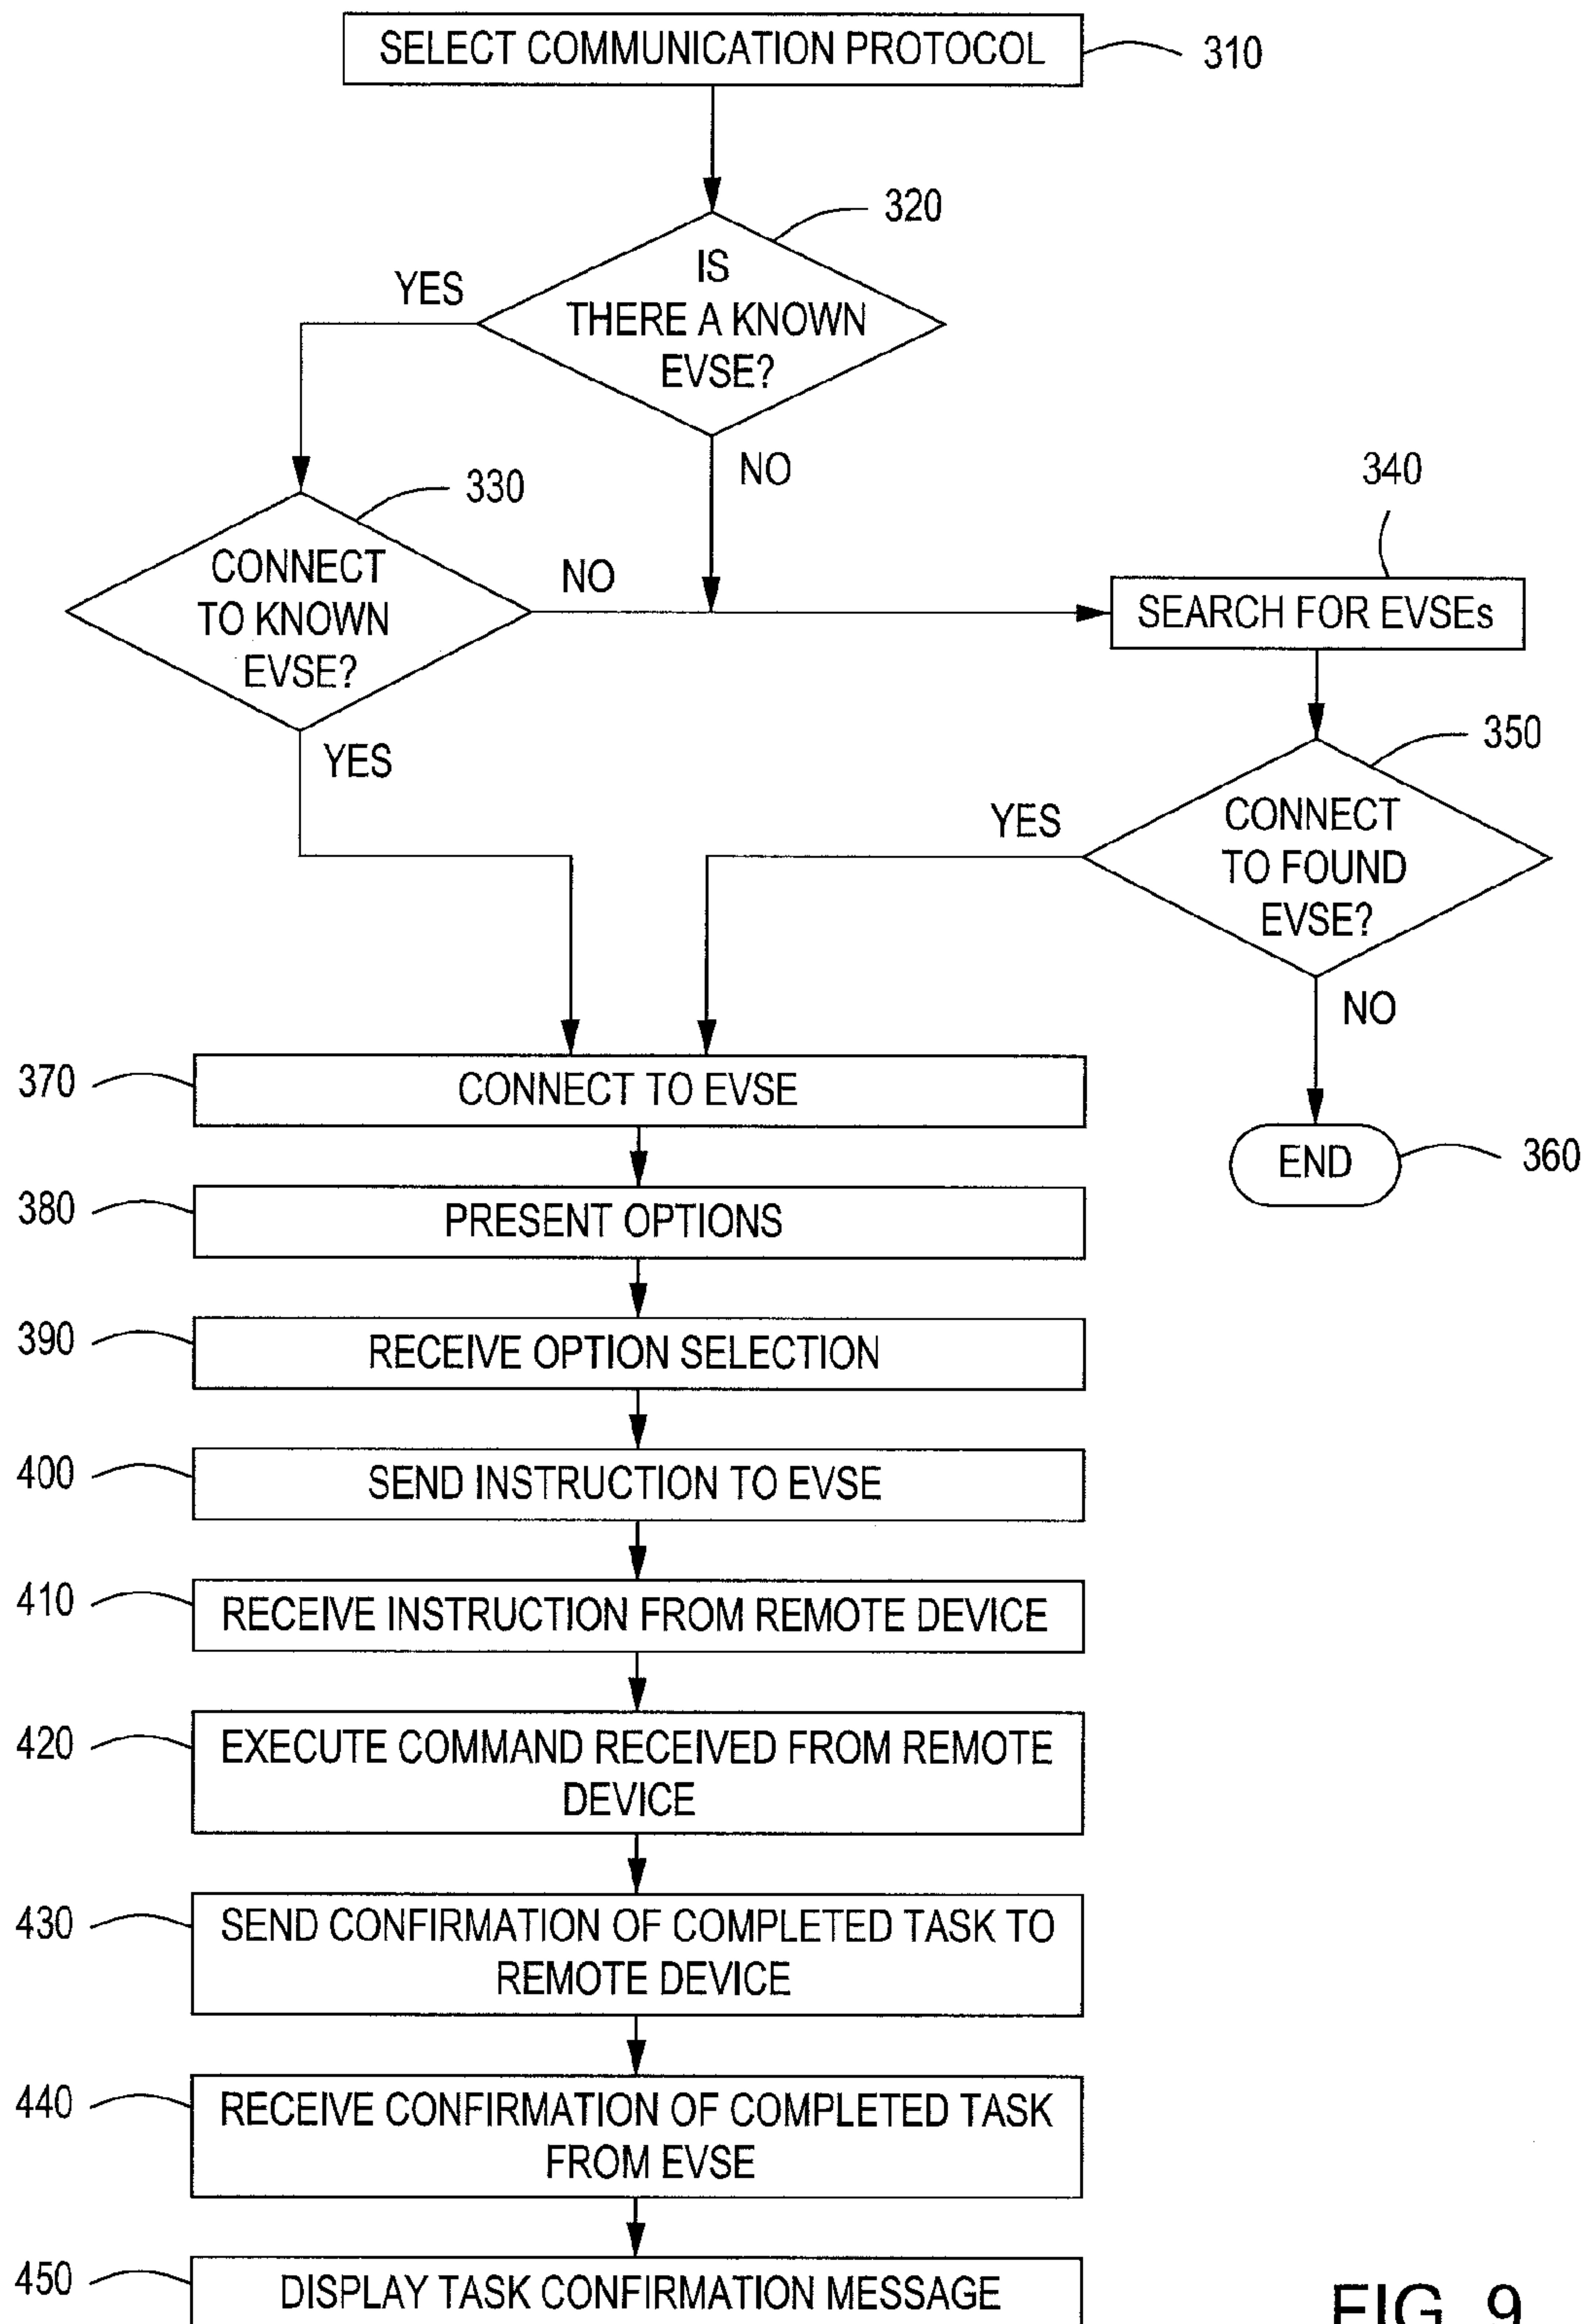 SELECT COMMUNICATION PROTOCOL
310
320
IS
THERE A KNOWN
EVSE?
YES
NO
330
CONNECT
TO KNOWN
EVSE?
NO
YES
340
SEARCH FOR EVSEs
350
CONNECT
TO FOUND
EVSE?
YES
NO
END
360
370
CONNECT TO EVSE
380
PRESENT OPTIONS
390
RECEIVE OPTION SELECTION
400
SEND INSTRUCTION TO EVSE
410
RECEIVE INSTRUCTION FROM REMOTE DEVICE
420
EXECUTE COMMAND RECEIVED FROM REMOTE
DEVICE
430
SEND CONFIRMATION OF COMPLETED TASK TO
REMOTE DEVICE
440
RECEIVE CONFIRMATION OF COMPLETED TASK
FROM EVSE
450
DISPLAY TASK CONFIRMATION MESSAGE
FIG. 9